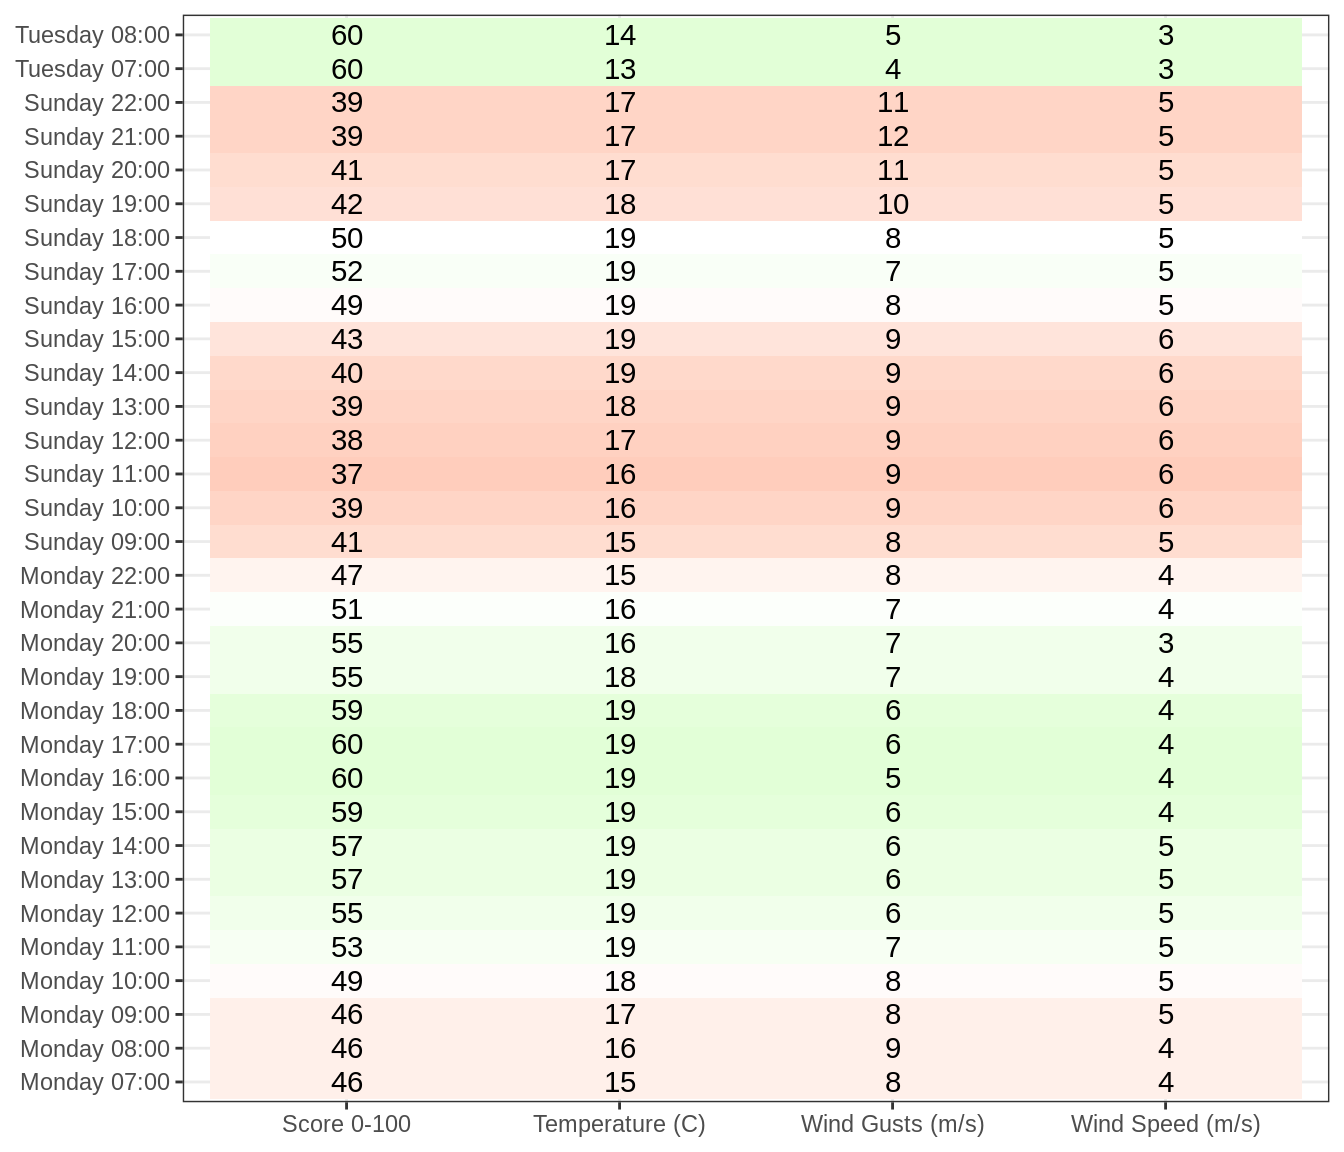 Tuesday 08:00 60 14 5 3
Tuesday 07:00 60 13 4 3
Sunday 22:00 39 17 11 5
Sunday 21:00 39 17 12 5
Sunday 20:00 41 17 11 5
Sunday 19:00 42 18 10 5
Sunday 18:00 50 19 8 5
Sunday 17:00 52 19 7 5
Sunday 16:00 49 19 8 5
Sunday 15:00 43 19 9 6
Sunday 14:00 40 19 9 6
Sunday 13:00 39 18 9 6
Sunday 12:00 38 17 9 6
Sunday 11:00 37 16 9 6
Sunday 10:00 39 16 9 6
Sunday 09:00 41 15 8 5
Monday 22:00 47 15 8 4
Monday 21:00 51 16 7 4
Monday 20:00 55 16 7 3
Monday 19:00 55 18 7 4
Monday 18:00 59 19 6 4
Monday 17:00 60 19 6 4
Monday 16:00 60 19 5 4
Monday 15:00 59 19 6 4
Monday 14:00 57 19 6 5
Monday 13:00 57 19 6 5
Monday 12:00 55 19 6 5
Monday 11:00 53 19 7 5
Monday 10:00 49 18 8 5
Monday 09:00 46 17 8 5
Monday 08:00 46 16 9 4
Monday 07:00 46 15 8 4
Score 0-100 Temperature (C) Wind Gusts (m/s) Wind Speed (m/s)